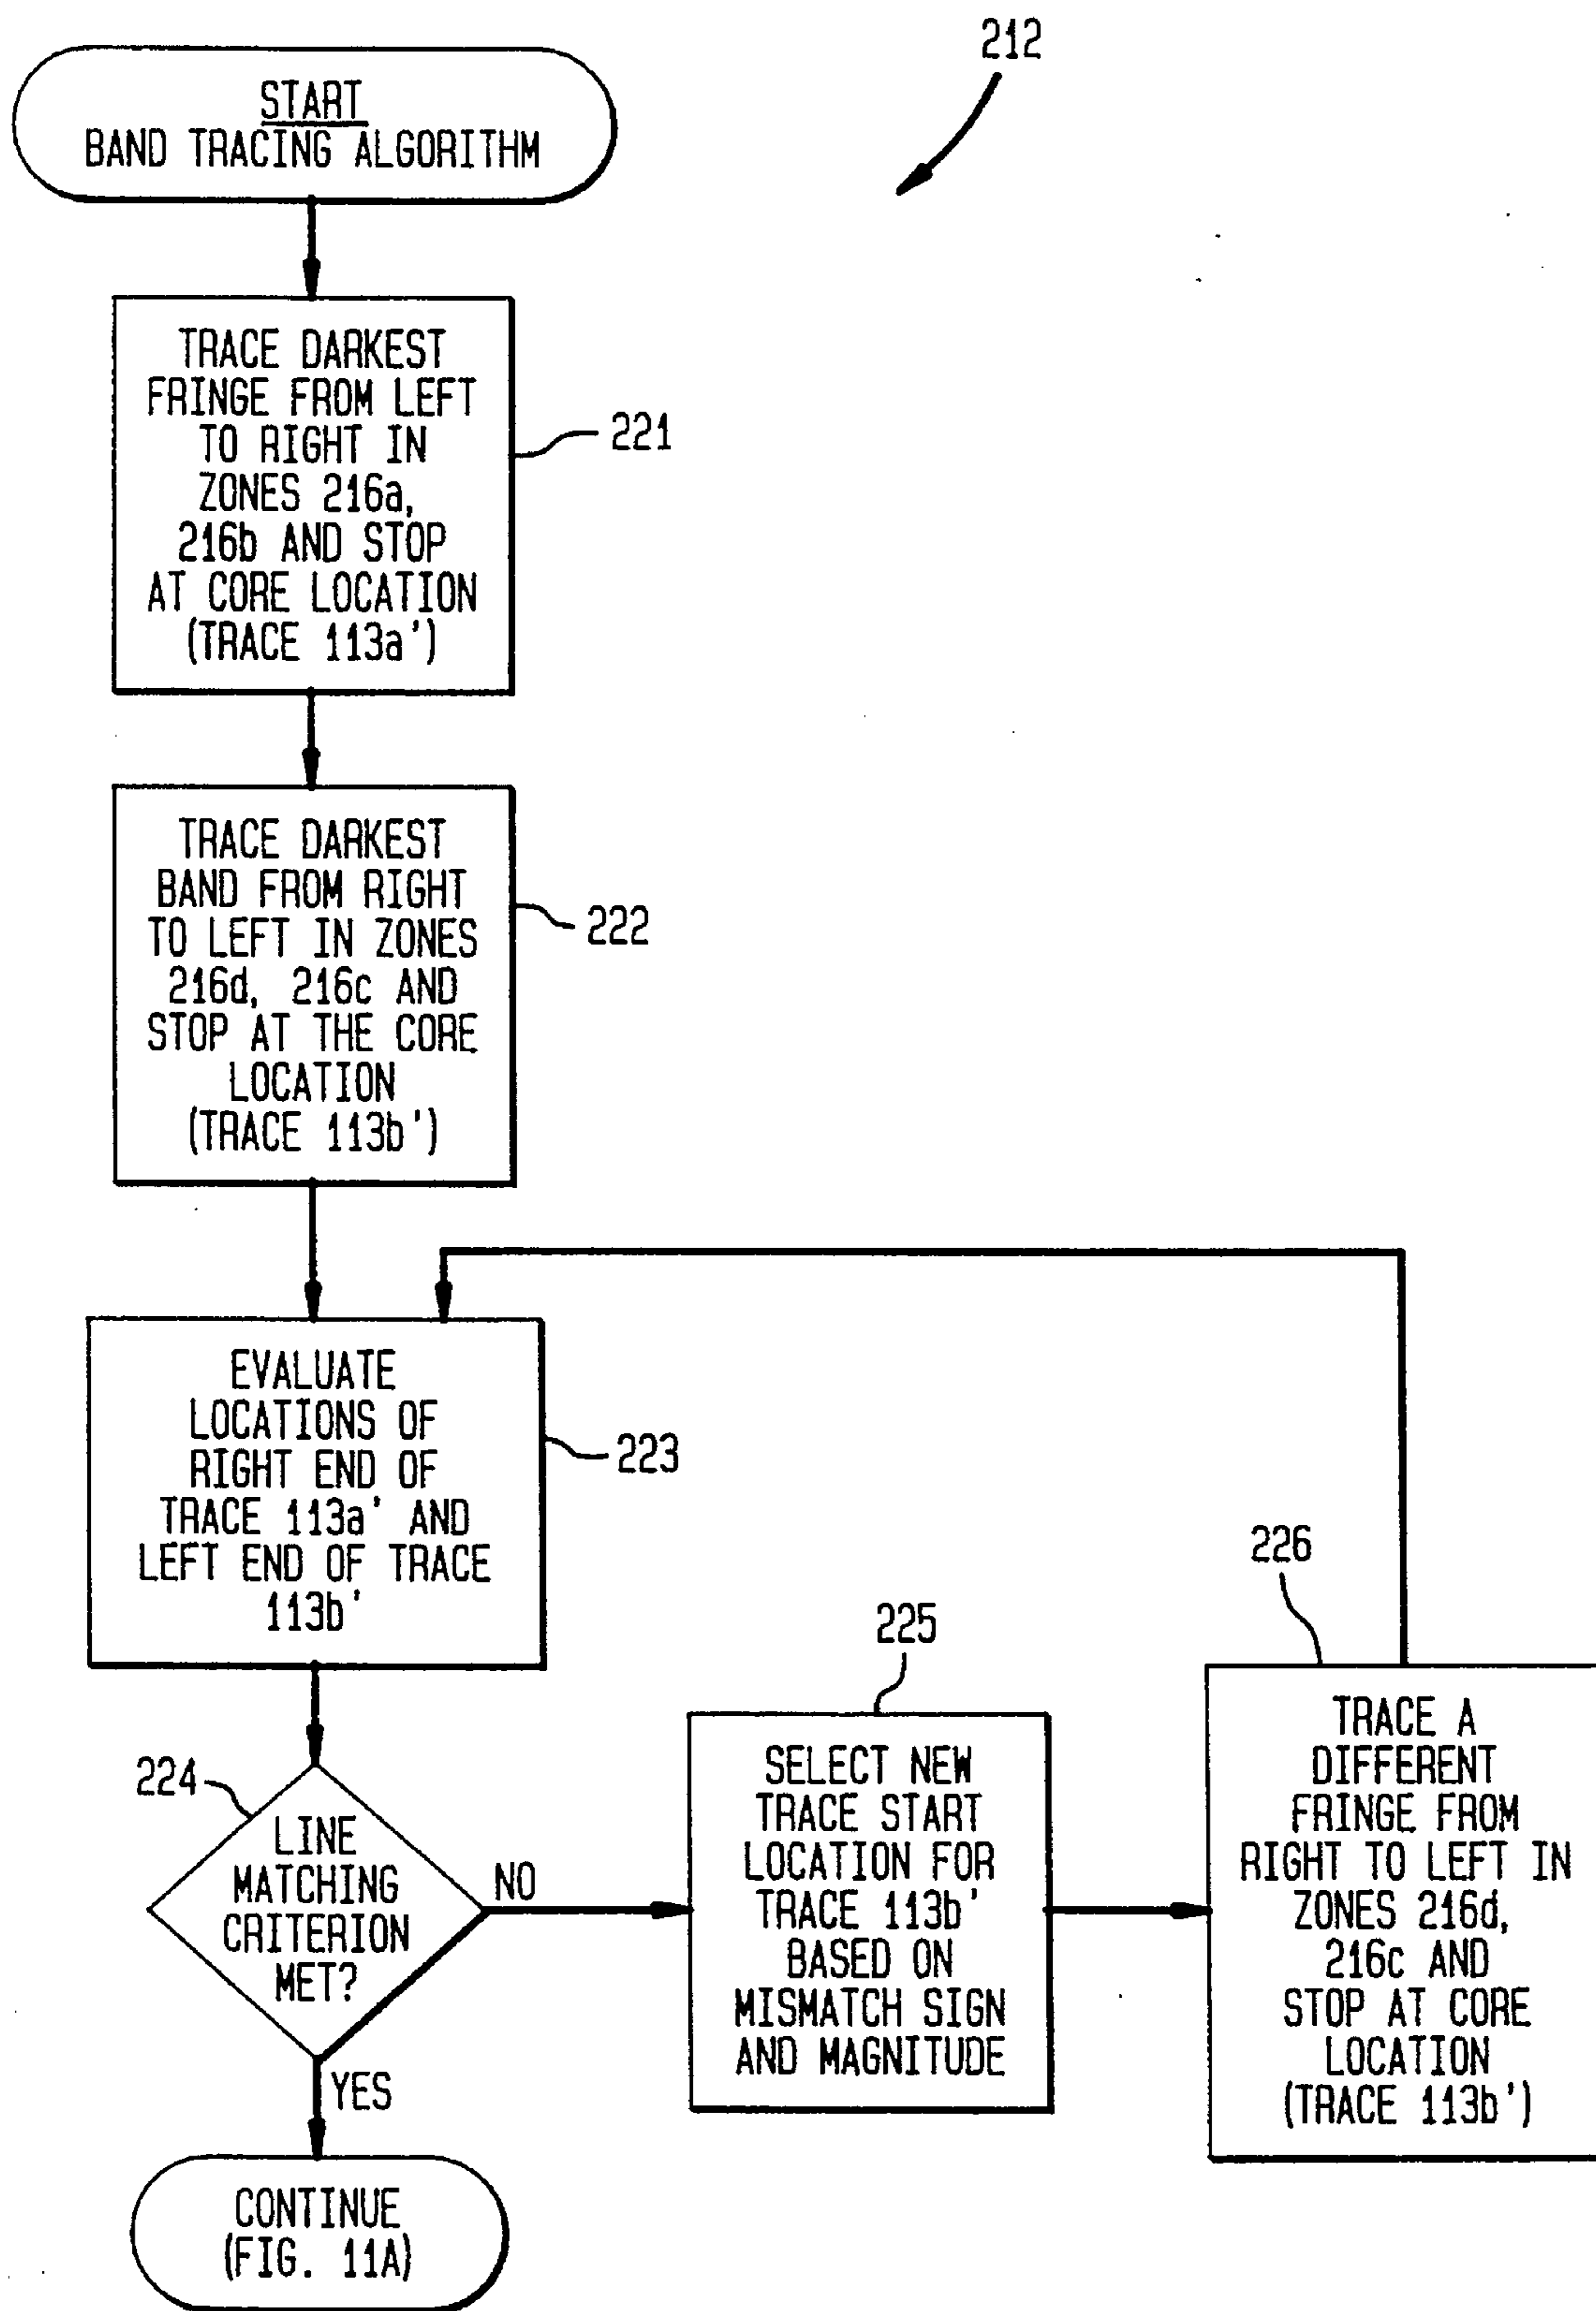 212
START
BAND TRACING ALGORITHM
TRACE DARKEST
FRINGE FROM LEFT
TO RIGHT IN
ZONES 216a,
216b AND STOP
AT CORE LOCATION
(TRACE 113a')
221
TRACE DARKEST
BAND FROM RIGHT
TO LEFT IN ZONES
216d, 216c AND
STOP AT THE CORE
LOCATION
(TRACE 113b')
222
EVALUATE
LOCATIONS OF
RIGHT END OF
TRACE 113a' AND
LEFT END OF TRACE
113b'
223
224
LINE
MATCHING
CRITERION
MET?
NO
YES
225
SELECT NEW
TRACE START
LOCATION FOR
TRACE 113b'
BASED ON
MISMATCH SIGN
AND MAGNITUDE
226
TRACE A
DIFFERENT
FRINGE FROM
RIGHT TO LEFT IN
ZONES 216d,
216c AND
STOP AT CORE
LOCATION
(TRACE 113b')
CONTINUE
(FIG. 11A)